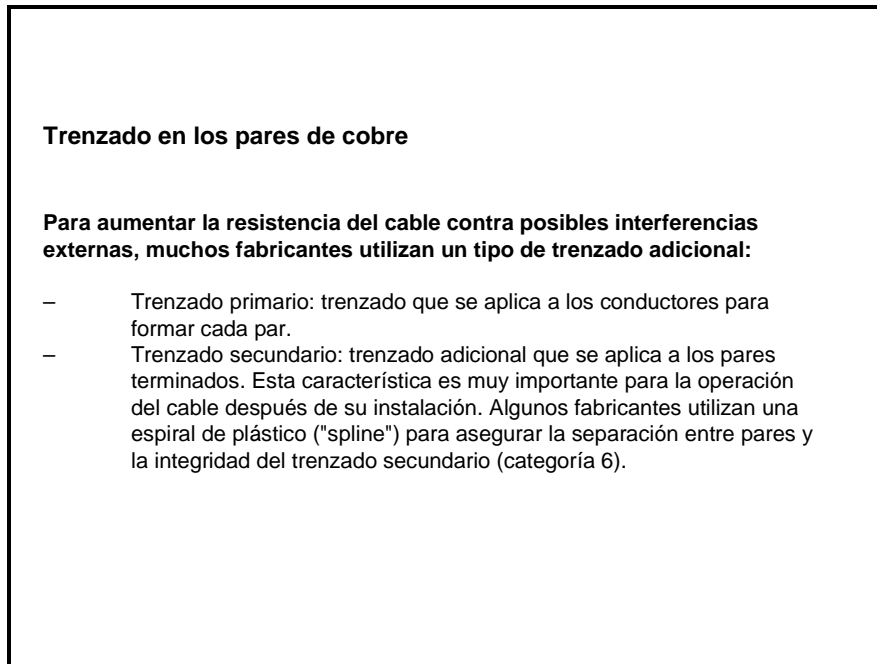 Trenzado en los pares de cobre
Para aumentar la resistencia del cable contra posibles interferencias
externas, muchos fabricantes utilizan un tipo de trenzado adicional:
– Trenzado primario: trenzado que se aplica a los conductores para
formar cada par.
– Trenzado secundario: trenzado adicional que se aplica a los pares
terminados. Esta característica es muy importante para la operación
del cable después de su instalación. Algunos fabricantes utilizan una
espiral de plástico ("spline") para asegurar la separación entre pares y
la integridad del trenzado secundario (categoría 6).